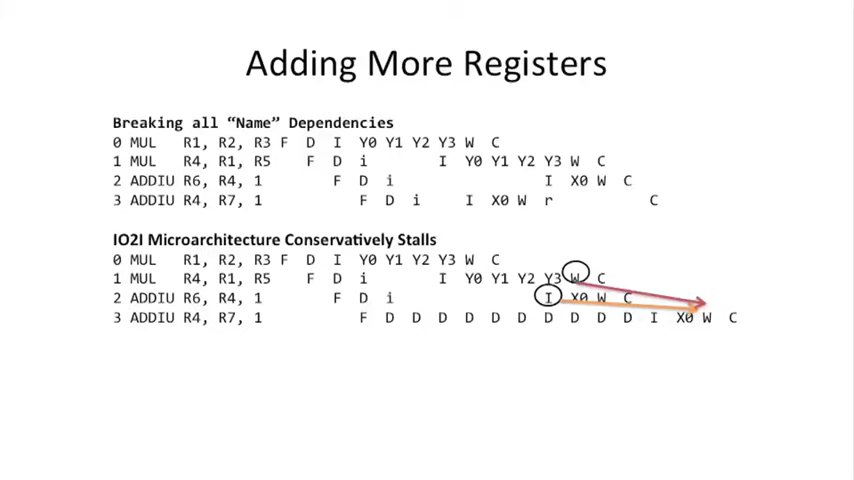 Adding More Registers
Breaking all “Name” Dependencies
0 MUL R1, R2, R3 F D I Y0 Y1 Y2 Y3 W C
1 MUL R4, R1, R5 F D i I Y0 Y1 Y2 Y3 W C
2 ADDIU R6, R4, 1 F D i I X0 W C
3 ADDIU R4, R7, 1 F D i I X0 W r C
IO2I Microarchitecture Conservatively Stalls
0 MUL R1, R2, R3 F D I Y0 Y1 Y2 Y3 W C
1 MUL R4, R1, R5 F D i I Y0 Y1 Y2 Y3 W C
2 ADDIU R6, R4, 1 F D i I X0 W C
3 ADDIU R4, R7, 1 F D D D D D D D D D D I X0 W C